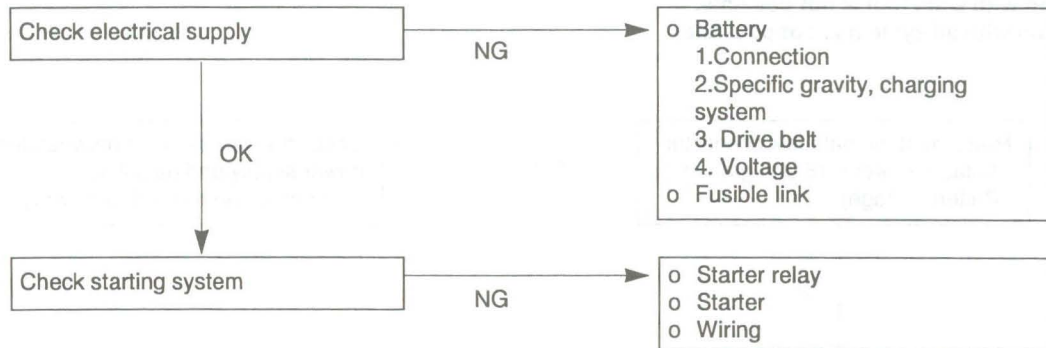 Check electrical supply
NG
o Battery
1.Connection
2.Specific gravity, charging
system
3. Drive belt
4. Voltage
o Fusible link
OK
Check starting system
NG
o Starter relay
o Starter
o Wiring